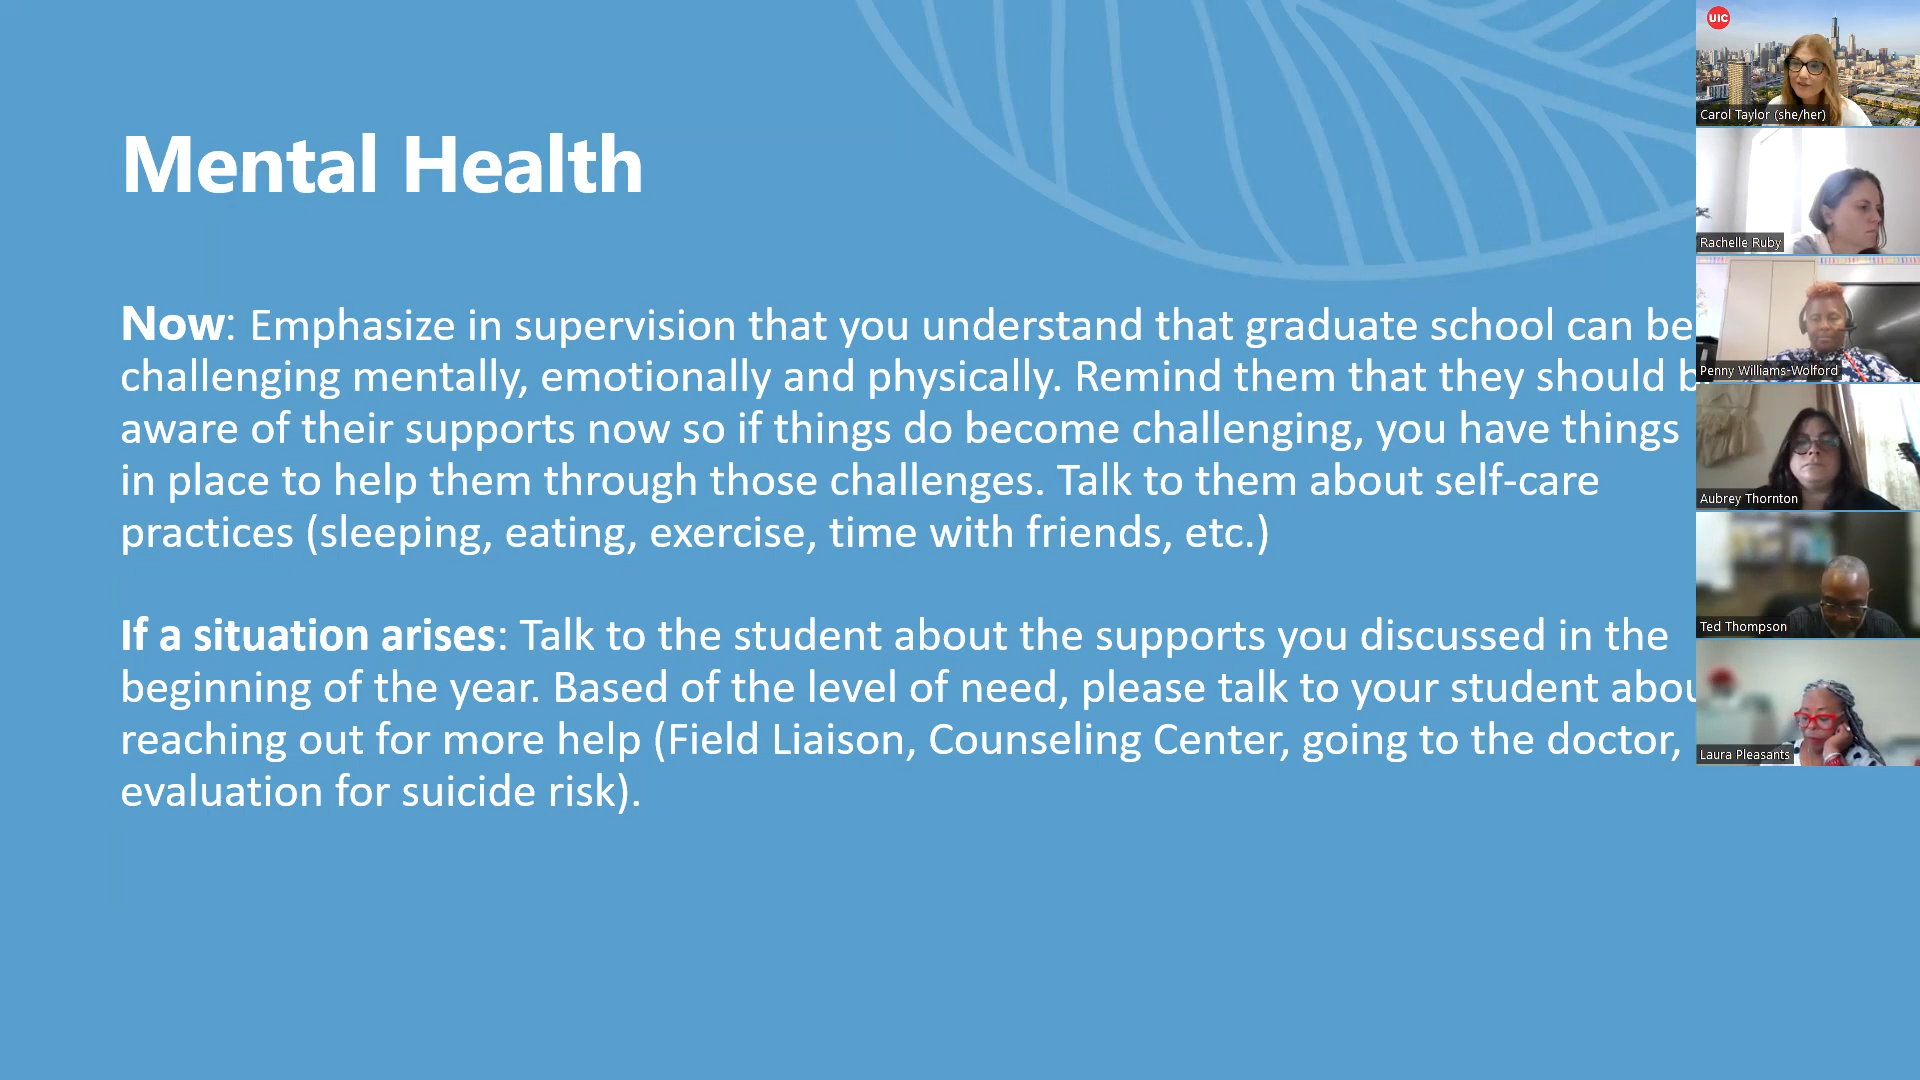 Mental Health
Now: Emphasize in supervision that you understand that graduate school can be
challenging mentally, emotionally and physically. Remind them that they should b
aware of their supports now so if things do become challenging, you have things
in place to help them through those challenges. Talk to them about self-care
practices (sleeping, eating, exercise, time with friends, etc.)
If a situation arises: Talk to the student about the supports you discussed in the
beginning of the year. Based of the level of need, please talk to your student abou
reaching out for more help (Field Liaison, Counseling Center, going to the doctor,
evaluation for suicide risk).
UIC
Carol Taylor (she/her)
Rachelle Ruby
Penny Williams-Wolford
Aubrey Thornton
Ted Thompson
Laura Pleasants